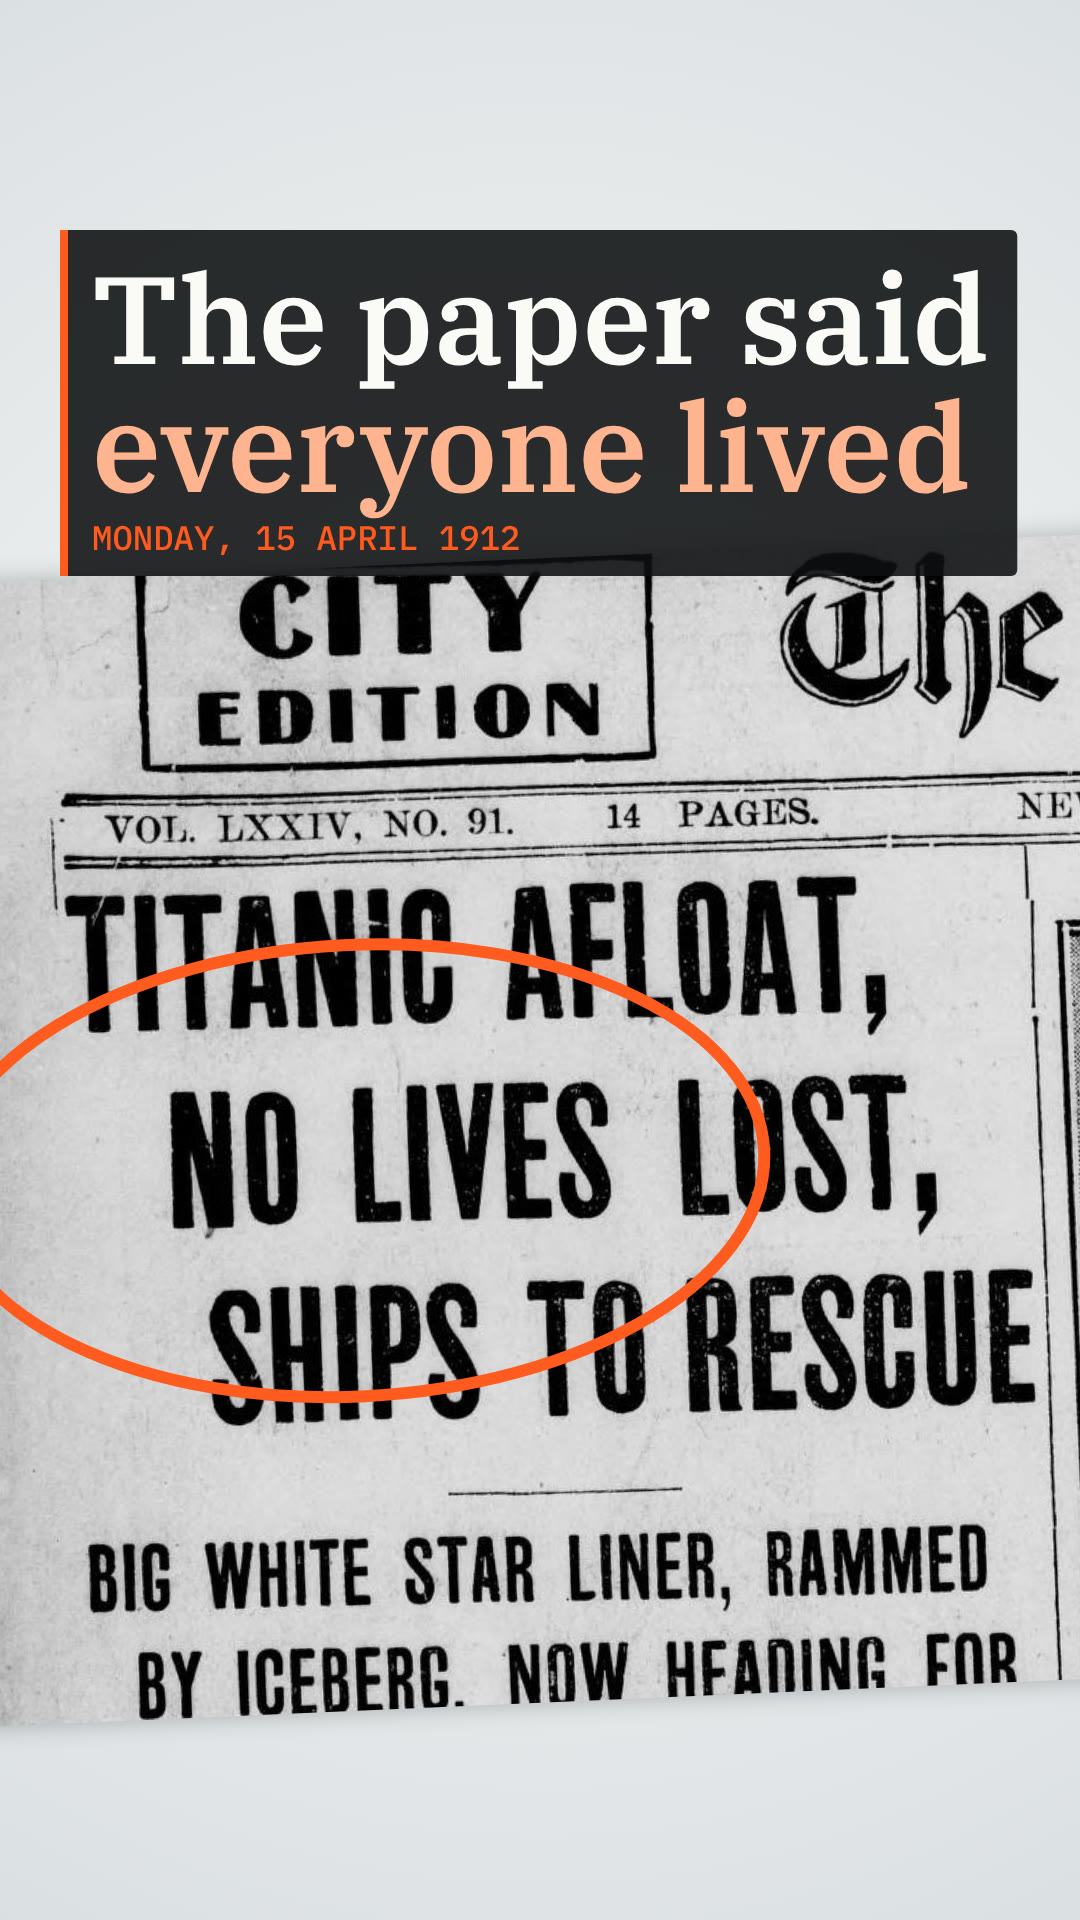 The paper said
everyone lived
MONDAY, 15 APRIL 1912
CITY
EDITION
The
VOL. LXXIV, NO. 91. 14 PAGES.
TITANIC AFLOAT,
NO LIVES LOST,
SHIPS TO RESCUE
BIG WHITE STAR LINER, RAMMED
BY ICEBERG, NOW HEADING FOR